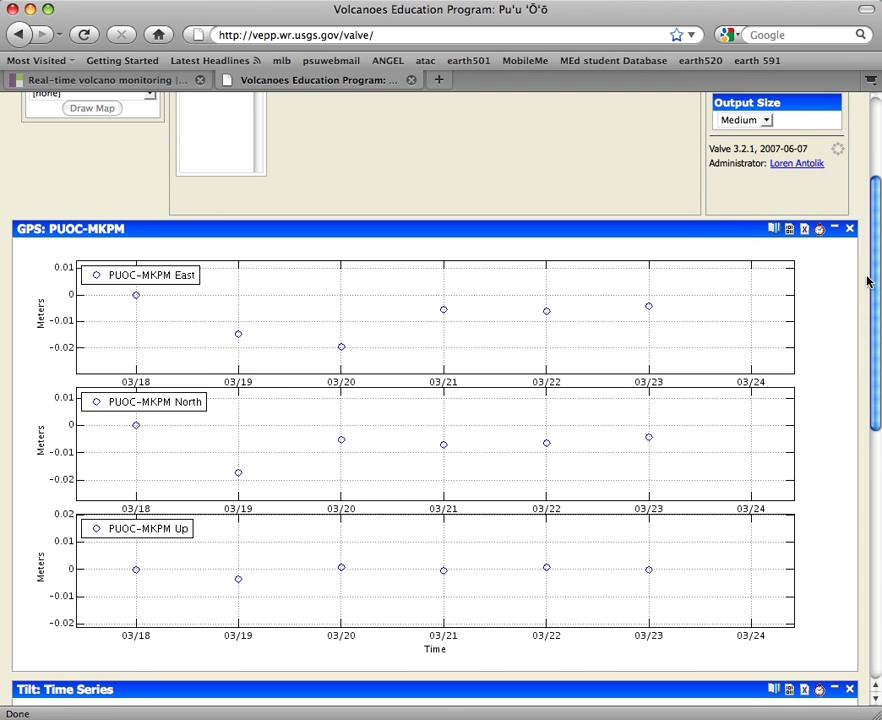 Volcanoes Education Program: Puʻu ʻŌʻō
http://vepp.wr.usgs.gov/valve/
Google
Most Visited Getting Started Latest Headlines mlb psuwebmail ANGEL atac earth501 MobileMe MEd student Database earth520 earth 591
Real-time volcano monitoring |... Volcanoes Education Program: ...
[none]
Draw Map
Output Size
Medium
Valve 3.2.1, 2007-06-07
Administrator: Loren Antolik
GPS: PUOC-MKPM
PUOC-MKPM East
0.01
0
-0.01
-0.02
Meters
03/18 03/19 03/20 03/21 03/22 03/23 03/24
PUOC-MKPM North
0.01
0
-0.01
-0.02
Meters
03/18 03/19 03/20 03/21 03/22 03/23 03/24
PUOC-MKPM Up
0.02
0.01
0
-0.01
-0.02
Meters
03/18 03/19 03/20 03/21 03/22 03/23 03/24
Time
Tilt: Time Series
Done